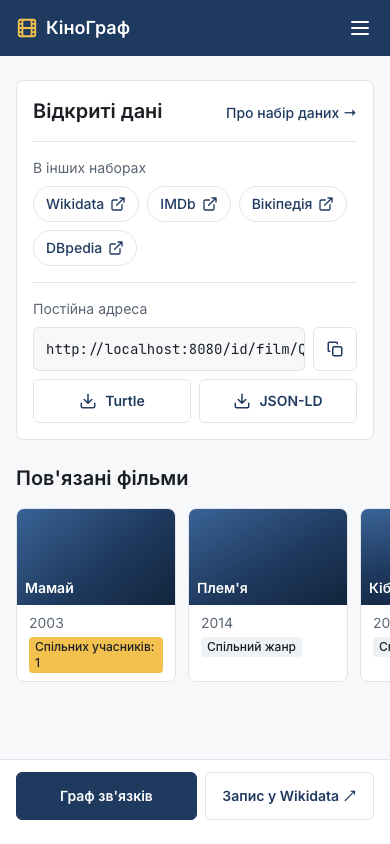 КіноГраф
Відкриті дані
Про набір даних →
В інших наборах
Wikidata
IMDb
Вікіпедія
DBpedia
Постійна адреса
http://localhost:8080/id/film/Q
Turtle
JSON-LD
Пов'язані фільми
Мамай
Плем'я
Кіб
2003
2014
20
Спільних учасників:
1
Спільний жанр
Граф зв'язків
Запис у Wikidata ↗